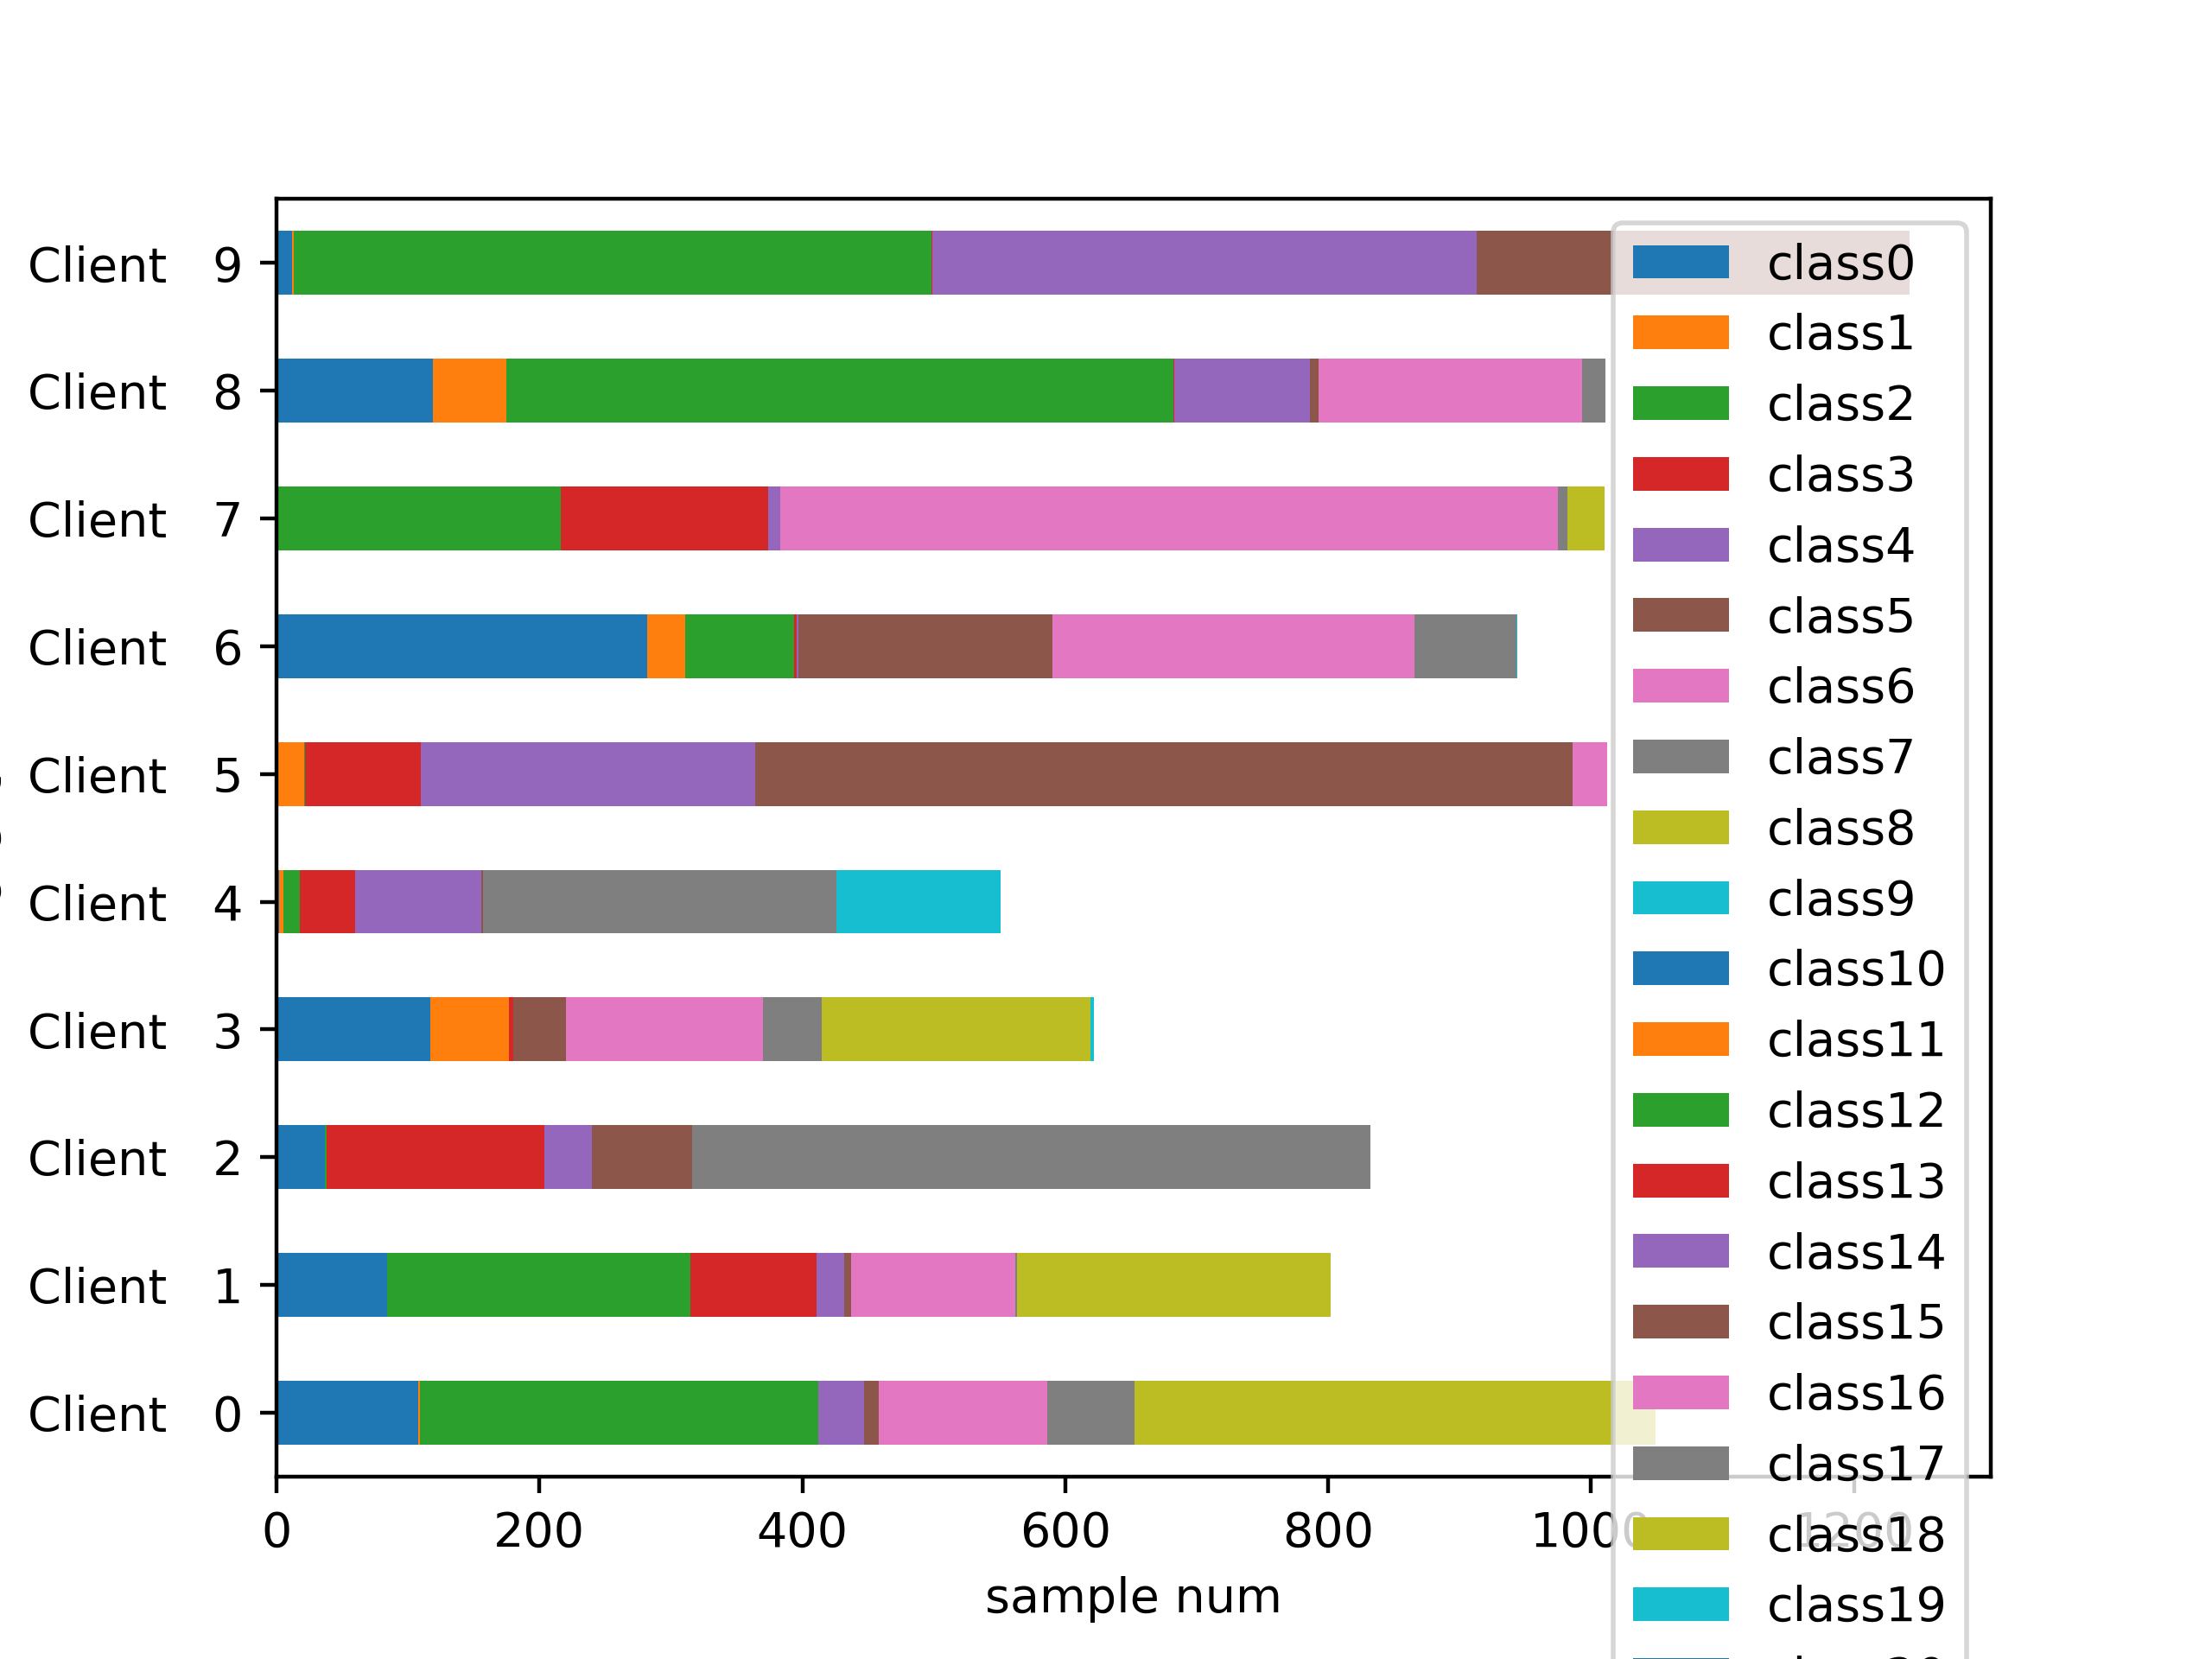 Client 9
Client 8
Client 7
Client 6
Client 5
Client 4
Client 3
Client 2
Client 1
Client 0
0 200 400 600 800 1000 1200
sample num
class0
class1
class2
class3
class4
class5
class6
class7
class8
class9
class10
class11
class12
class13
class14
class15
class16
class17
class18
class19